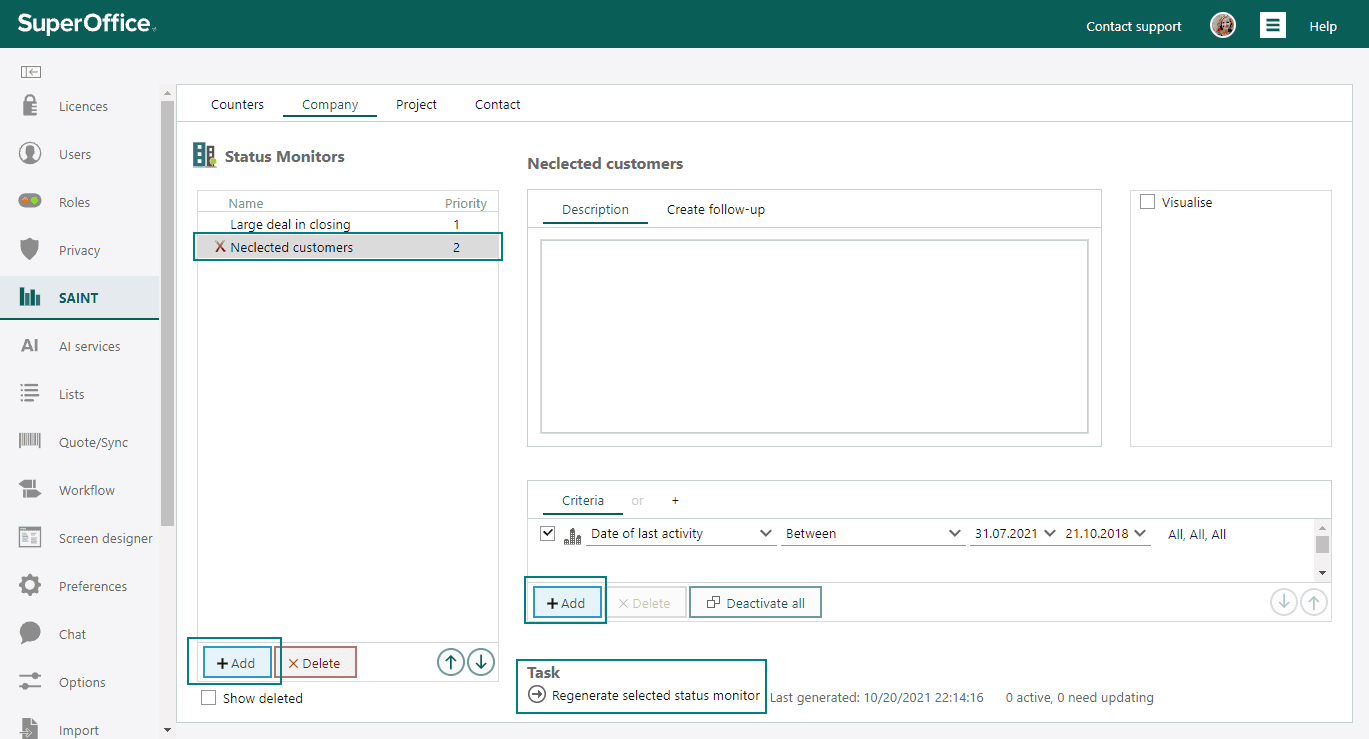 SuperOffice
Contact support
Help
Licences
Users
Roles
Privacy
SAINT
AI AI services
Lists
Quote/Sync
Workflow
Screen designer
Preferences
Chat
Options
Import
Counters
Company
Project
Contact
Status Monitors
Name Priority
Large deal in closing 1
Neclected customers 2
+ Add
Delete
Show deleted
Neclected customers
Description
Create follow-up
Visualise
Criteria or +
Date of last activity Between 31.07.2021 21.10.2018 All, All, All
+ Add
Delete
Deactivate all
Task
Regenerate selected status monitor
Last generated: 10/20/2021 22:14:16 0 active, 0 need updating